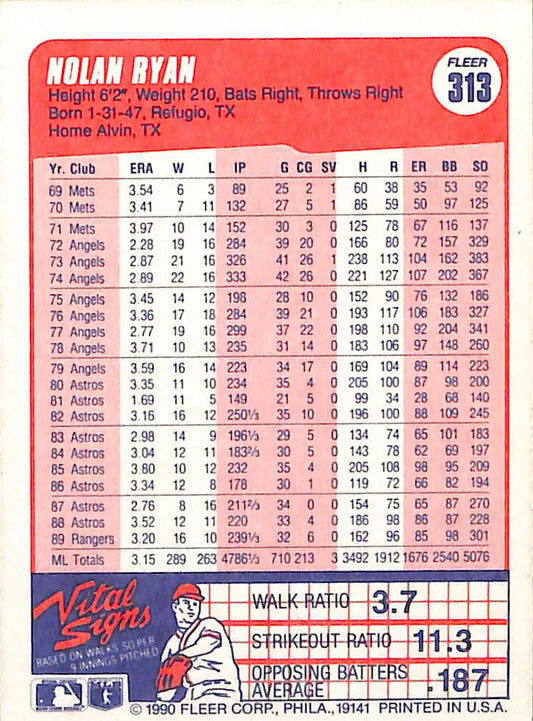 NOLAN RYAN
FLEER
313
Height 6'2", Weight 210, Bats Right, Throws Right
Born 1-31-47, Refugio, TX
Home Alvin, TX
Yr. Club ERA W L IP G CG SV H R ER BB SO
69 Mets 3.54 6 3 89 25 2 1 60 38 35 53 92
70 Mets 3.41 7 11 132 27 5 1 86 59 50 97 125
71 Mets 3.97 10 14 152 30 3 0 125 78 67 116 137
72 Angels 2.28 19 16 284 39 20 0 166 80 72 157 329
73 Angels 2.87 21 16 326 41 26 1 238 113 104 162 383
74 Angels 2.89 22 16 333 42 26 0 221 127 107 202 367
75 Angels 3.45 14 12 198 28 10 0 152 90 76 132 186
76 Angels 3.36 17 18 284 39 21 0 193 117 106 183 327
77 Angels 2.77 19 16 299 37 22 0 198 110 92 204 341
78 Angels 3.71 10 13 235 31 14 0 183 106 97 148 260
79 Angels 3.59 16 14 223 34 17 0 169 104 89 114 223
80 Astros 3.35 11 10 234 35 4 0 205 100 87 98 200
81 Astros 1.69 11 5 149 21 5 0 99 34 28 68 140
82 Astros 3.16 16 12 250⅓ 35 10 0 196 100 88 109 245
83 Astros 2.98 14 9 196⅓ 29 5 0 134 74 65 101 183
84 Astros 3.04 12 11 183⅔ 30 5 0 143 78 62 69 197
85 Astros 3.80 10 12 232 35 4 0 205 108 98 95 209
86 Astros 3.34 12 8 178 30 1 0 119 72 66 82 194
87 Astros 2.76 8 16 211⅔ 34 0 0 154 75 65 87 270
88 Astros 3.52 12 11 220 33 4 0 186 98 86 87 228
89 Rangers 3.20 16 10 239⅓ 32 6 0 162 96 85 98 301
ML Totals 3.15 289 263 4786⅓ 710 213 3 3492 1912 1676 2540 5076
Vital
Signs
BASED ON WALKS, SO PER
9 INNINGS PITCHED
WALK RATIO 3.7
STRIKEOUT RATIO 11.3
OPPOSING BATTERS
AVERAGE .187
© 1990 FLEER CORP., PHILA., 19141 PRINTED IN U.S.A.